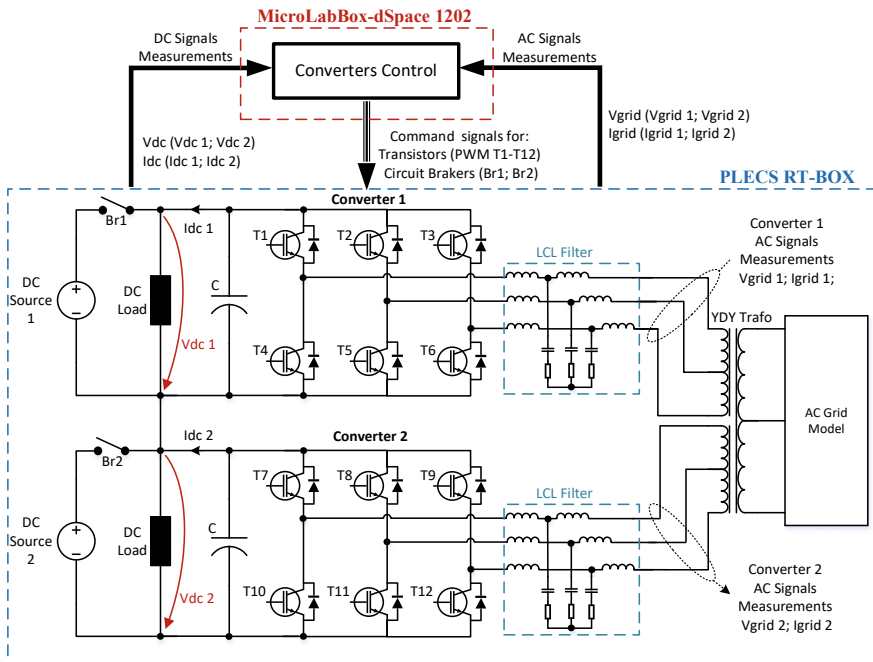 MicroLabBox-dSpace 1202
DC Signals
Measurements
Converters Control
AC Signals
Measurements
Vdc (Vdc 1; Vdc 2)
Idc (Idc 1; Idc 2)
Command signals for:
Transistors (PWM T1-T12)
Circuit Brakers (Br1; Br2)
Vgrid (Vgrid 1; Vgrid 2)
Igrid (Igrid 1; Igrid 2)
PLECS RT-BOX
Br1
Idc 1
Converter 1
T1
T2
T3
LCL Filter
Converter 1
AC Signals
Measurements
Vgrid 1; Igrid 1;
DC
Source
1
DC
Load
C
Vdc 1
T4
T5
T6
YDY Trafo
AC Grid
Model
Br2
Idc 2
Converter 2
T7
T8
T9
LCL Filter
DC
Source
2
DC
Load
C
Vdc 2
T10
T11
T12
Converter 2
AC Signals
Measurements
Vgrid 2; Igrid 2